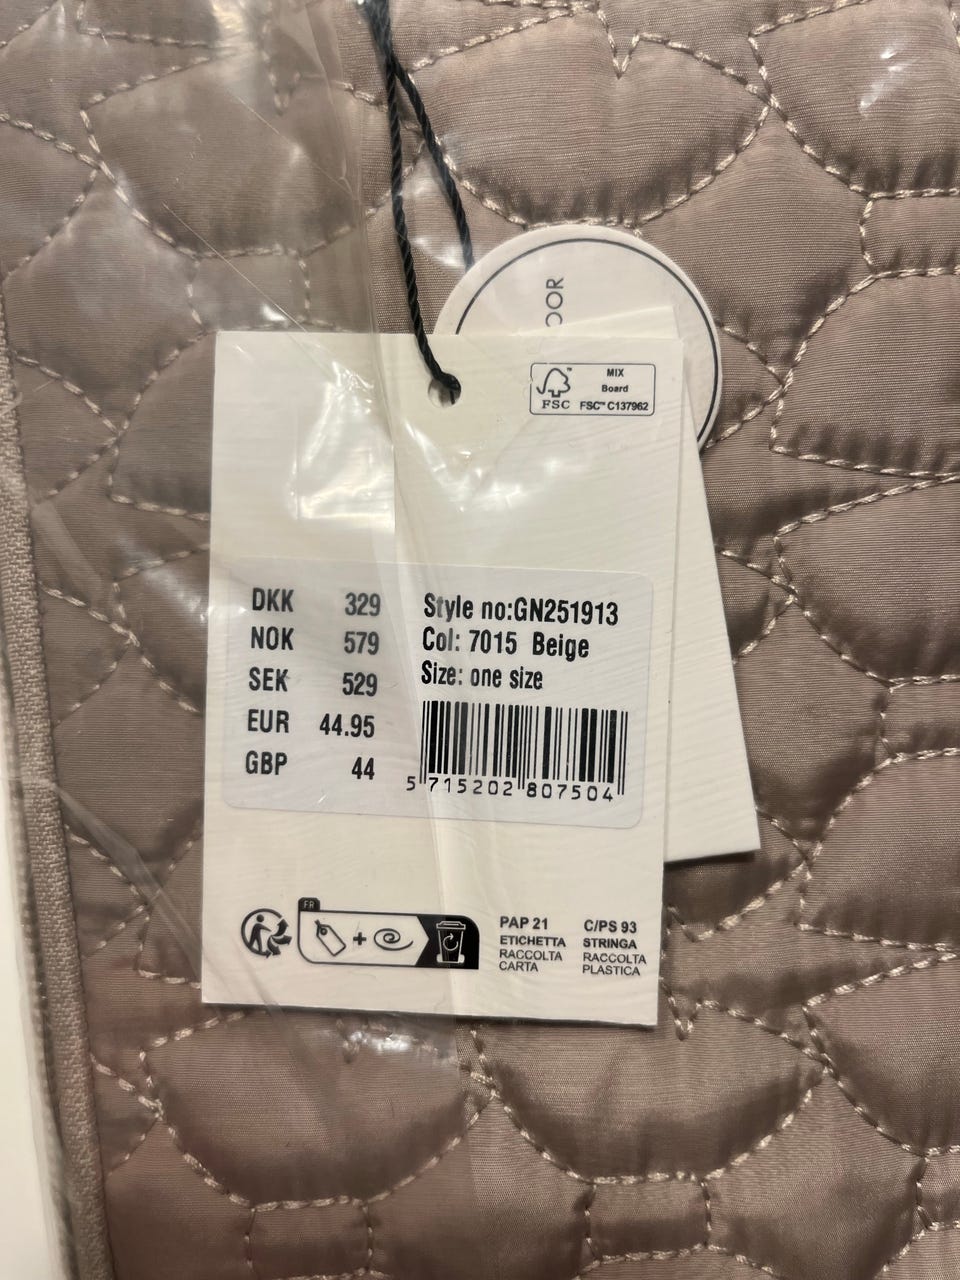 OOR
MIX
Board
FSC FSC™ C137962
DKK 329
NOK 579
SEK 529
EUR 44.95
GBP 44
Style no:GN251913
Col: 7015 Beige
Size: one size
5 715202 807504
FR
PAP 21
ETICHETTA
RACCOLTA
CARTA
C/PS 93
STRINGA
RACCOLTA
PLASTICA